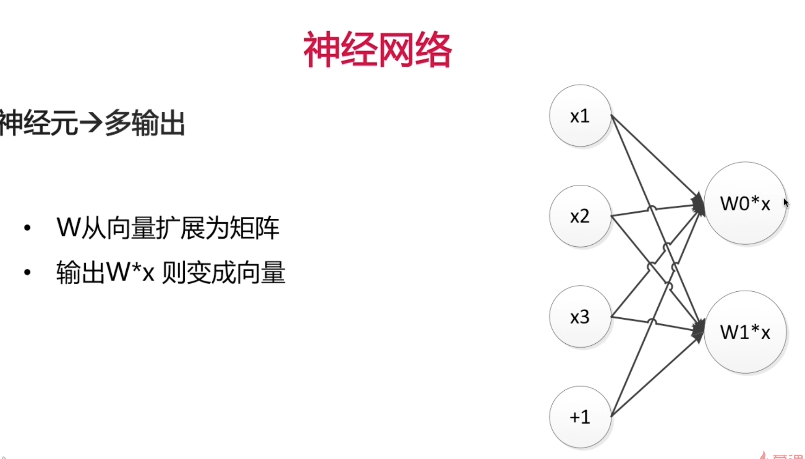 神经网络
神经元→多输出
• W从向量扩展为矩阵
• 输出W*x 则变成向量
x1
x2
x3
+1
W0*x
W1*x